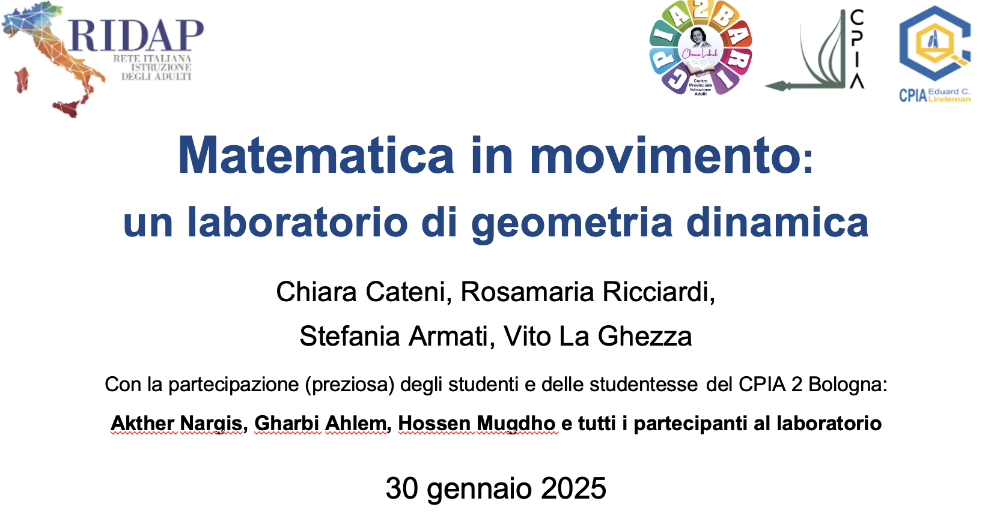 RIDAP
RETE ITALIANA
ISTRUZIONE
DEGLI ADULTI
CPIA2BARI
Chiara Lubich
Centro
Provinciale
Istruzione
Adulti
CPIA
CPIA Eduard C.
Lindeman
Matematica in movimento:
un laboratorio di geometria dinamica
Chiara Cateni, Rosamaria Ricciardi,
Stefania Armati, Vito La Ghezza
Con la partecipazione (preziosa) degli studenti e delle studentesse del CPIA 2 Bologna:
Akther Nargis, Gharbi Ahlem, Hossen Mugdho e tutti i partecipanti al laboratorio
30 gennaio 2025